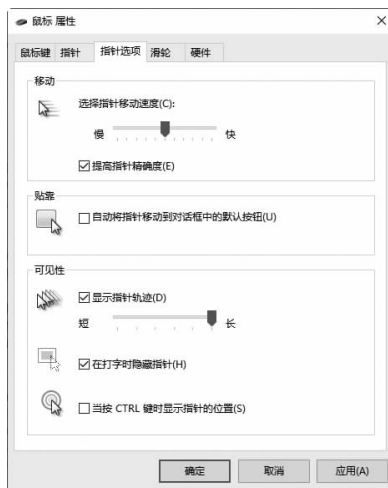 鼠标 属性
鼠标键 指针 指针选项 滑轮 硬件
移动
选择指针移动速度(C):
慢 快
提高指针精确度(E)
贴靠
自动将指针移动到对话框中的默认按钮(U)
可见性
显示指针轨迹(D)
短 长
在打字时隐藏指针(H)
当按 CTRL 键时显示指针的位置(S)
确定 取消 应用(A)